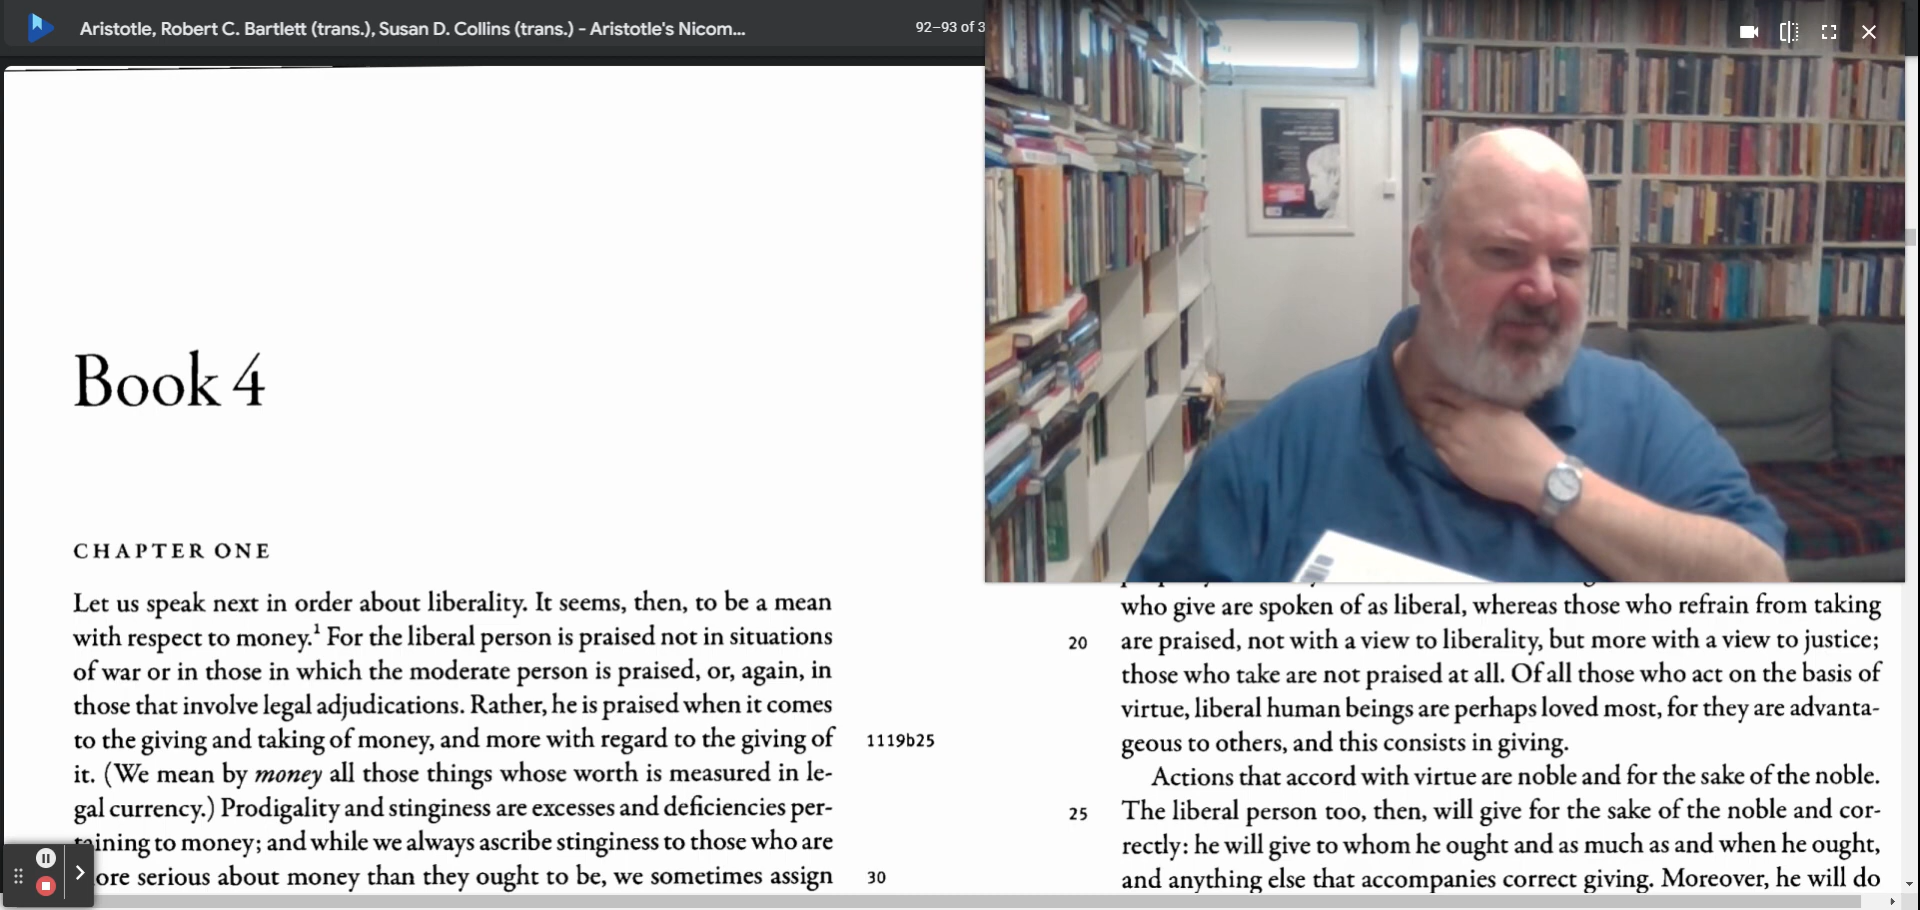 Aristotle, Robert C. Bartlett (trans.), Susan D. Collins (trans.) - Aristotle's Nicom...
92–93 of 3
Book 4
CHAPTER ONE
Let us speak next in order about liberality. It seems, then, to be a mean
with respect to money.¹ For the liberal person is praised not in situations
of war or in those in which the moderate person is praised, or, again, in
those that involve legal adjudications. Rather, he is praised when it comes
to the giving and taking of money, and more with regard to the giving of
1119b25
it. (We mean by money all those things whose worth is measured in le-
gal currency.) Prodigality and stinginess are excesses and deficiencies per-
taining to money; and while we always ascribe stinginess to those who are
ore serious about money than they ought to be, we sometimes assign
30
who give are spoken of as liberal, whereas those who refrain from taking
20
are praised, not with a view to liberality, but more with a view to justice;
those who take are not praised at all. Of all those who act on the basis of
virtue, liberal human beings are perhaps loved most, for they are advanta-
geous to others, and this consists in giving.
Actions that accord with virtue are noble and for the sake of the noble.
25
The liberal person too, then, will give for the sake of the noble and cor-
rectly: he will give to whom he ought and as much as and when he ought,
and anything else that accompanies correct giving. Moreover, he will do